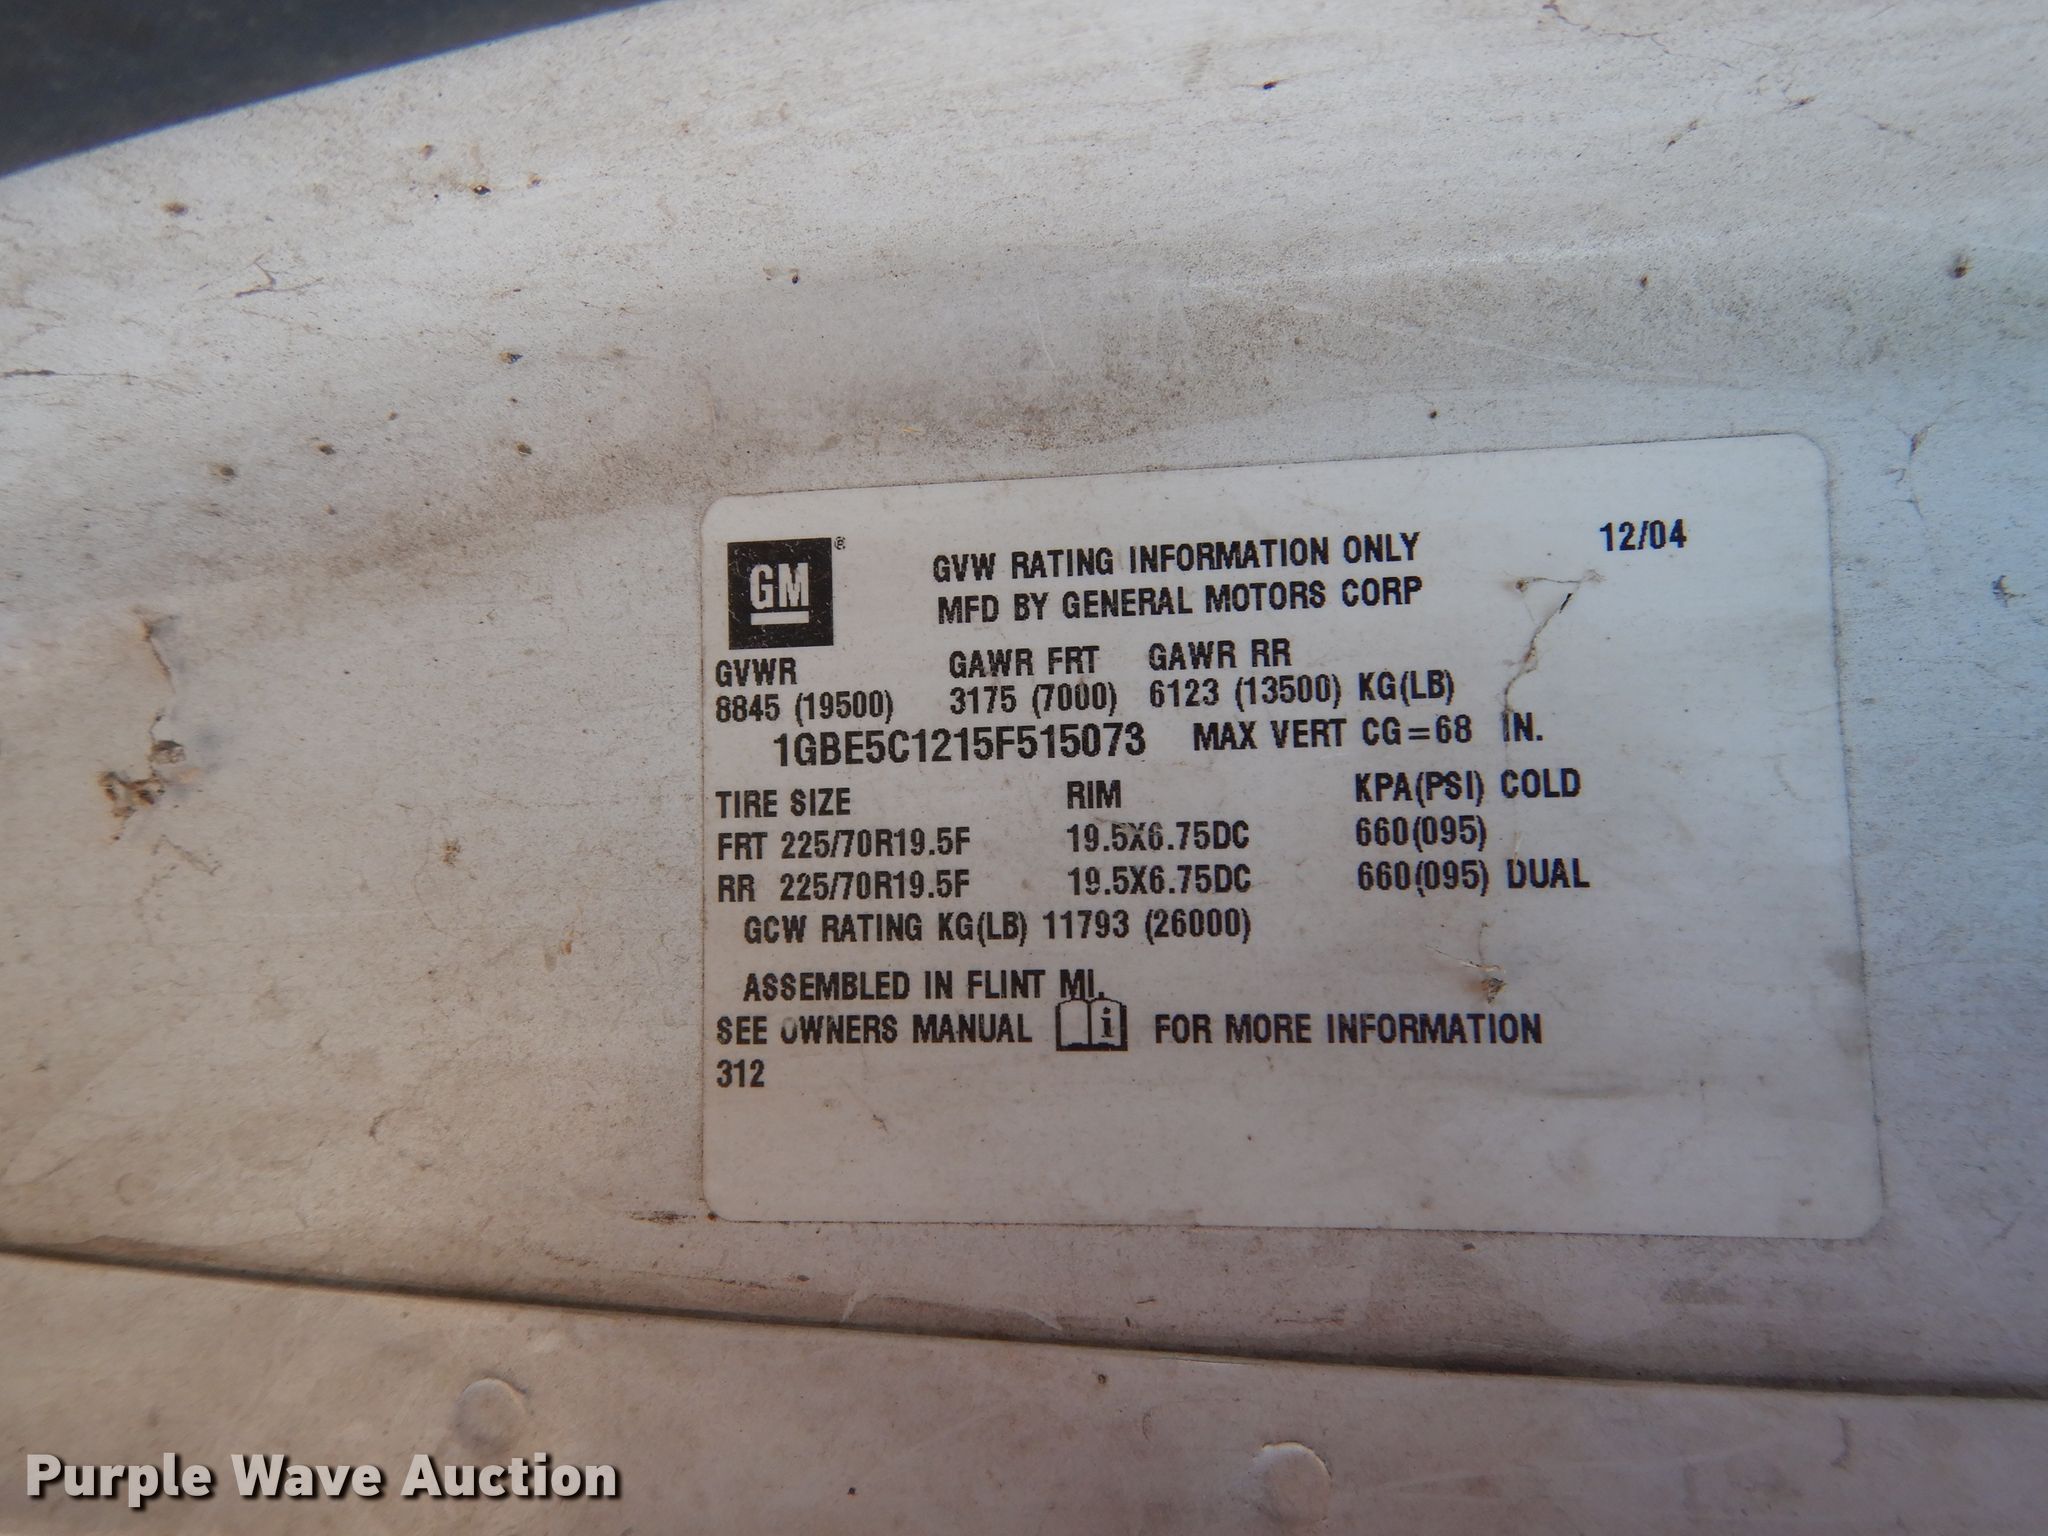 12/04
GM ®
GVW RATING INFORMATION ONLY
MFD BY GENERAL MOTORS CORP
GVWR GAWR FRT GAWR RR
8845 (19500) 3175 (7000) 6123 (13500) KG(LB)
1GBE5C1215F515073 MAX VERT CG=68 IN.
TIRE SIZE RIM KPA(PSI) COLD
FRT 225/70R19.5F 19.5X6.75DC 660(095)
RR 225/70R19.5F 19.5X6.75DC 660(095) DUAL
GCW RATING KG(LB) 11793 (26000)
ASSEMBLED IN FLINT MI.
SEE OWNERS MANUAL i FOR MORE INFORMATION
312
Purple Wave Auction